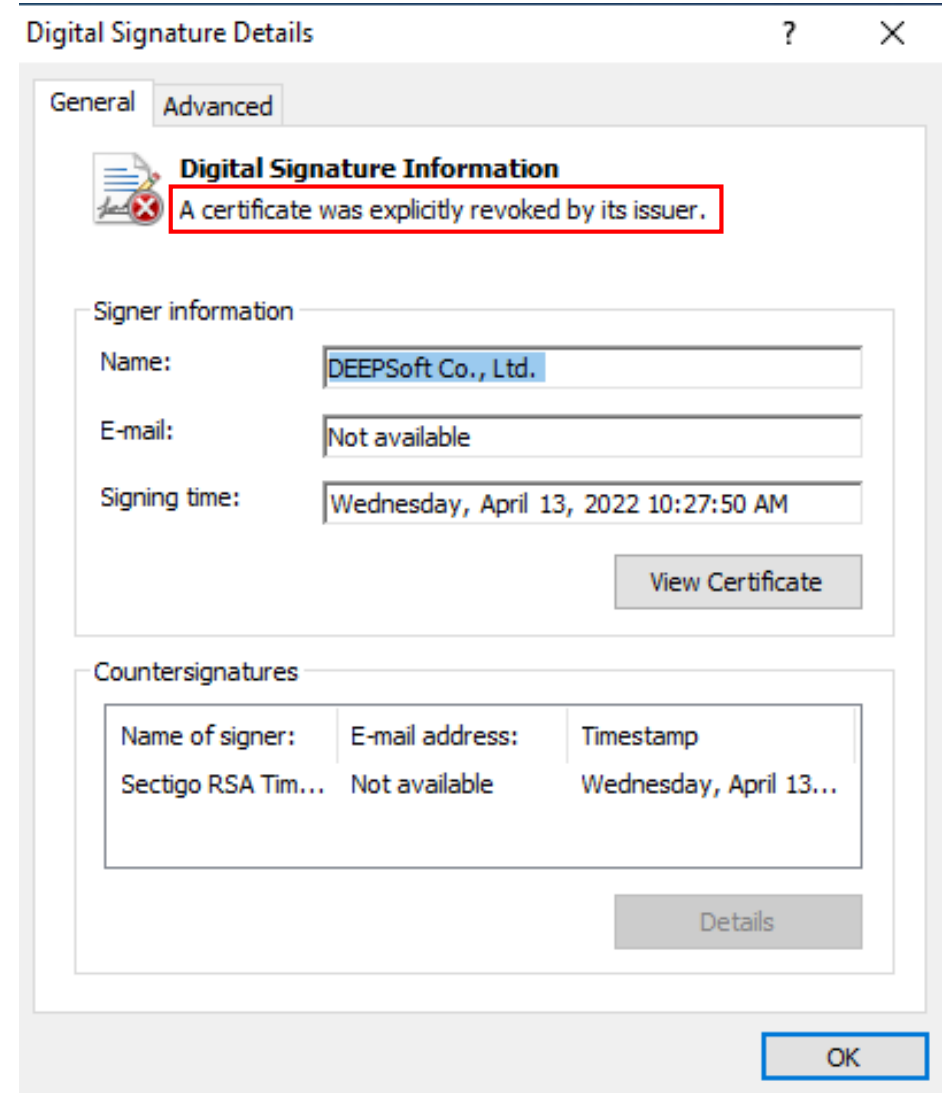 Digital Signature Details ?
General Advanced
Digital Signature Information
A certificate was explicitly revoked by its issuer.
Signer information
Name: DEEPSoft Co., Ltd.
E-mail: Not available
Signing time: Wednesday, April 13, 2022 10:27:50 AM
View Certificate
Countersignatures
Name of signer: E-mail address: Timestamp
Sectigo RSA Tim... Not available Wednesday, April 13...
Details
OK